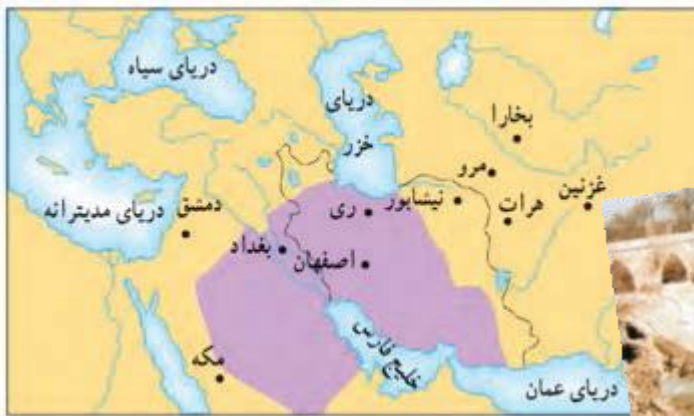 دریای سیاه
دریای
خزر
بخارا
مرو
غزنین
نیشابور
هرات
ری
دمشق
دریای مدیترانه
بغداد
اصفهان
خلیج فارس
مکه
دریای عمان